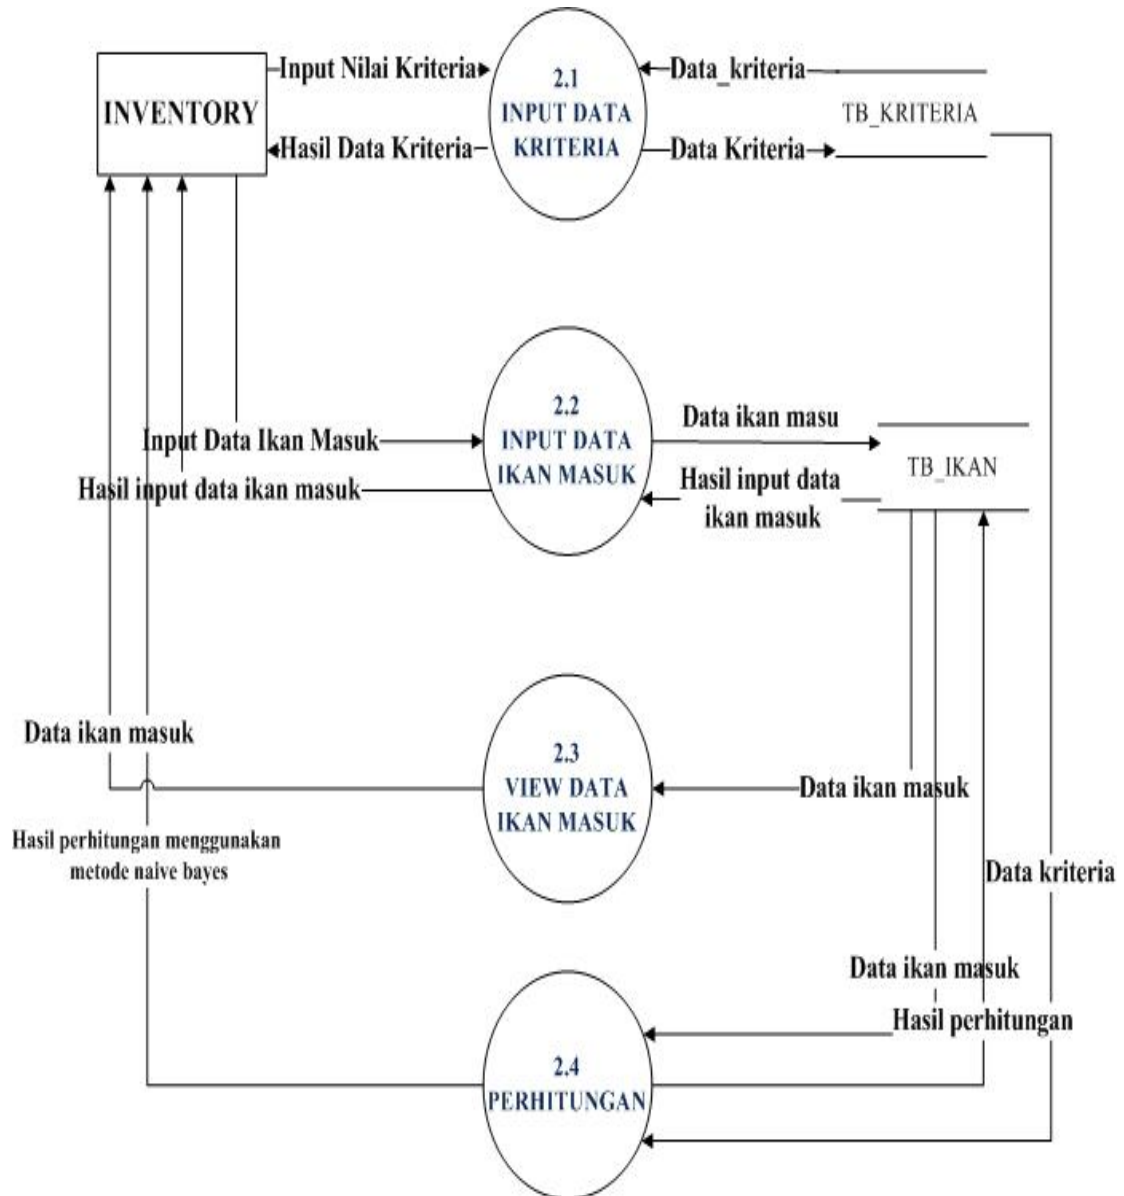 Input Nilai Kriteria
Data_kriteria
2.1
INPUT DATA
KRITERIA
INVENTORY
TB_KRITERIA
Hasil Data Kriteria
Data Kriteria
2.2
INPUT DATA
IKAN MASUK
Data ikan masu
Input Data Ikan Masuk
TB_IKAN
Hasil input data ikan masuk
Hasil input data
ikan masuk
Data ikan masuk
2.3
VIEW DATA
IKAN MASUK
Data ikan masuk
Hasil perhitungan menggunakan
metode naive bayes
Data kriteria
Data ikan masuk
Hasil perhitungan
2.4
PERHITUNGAN